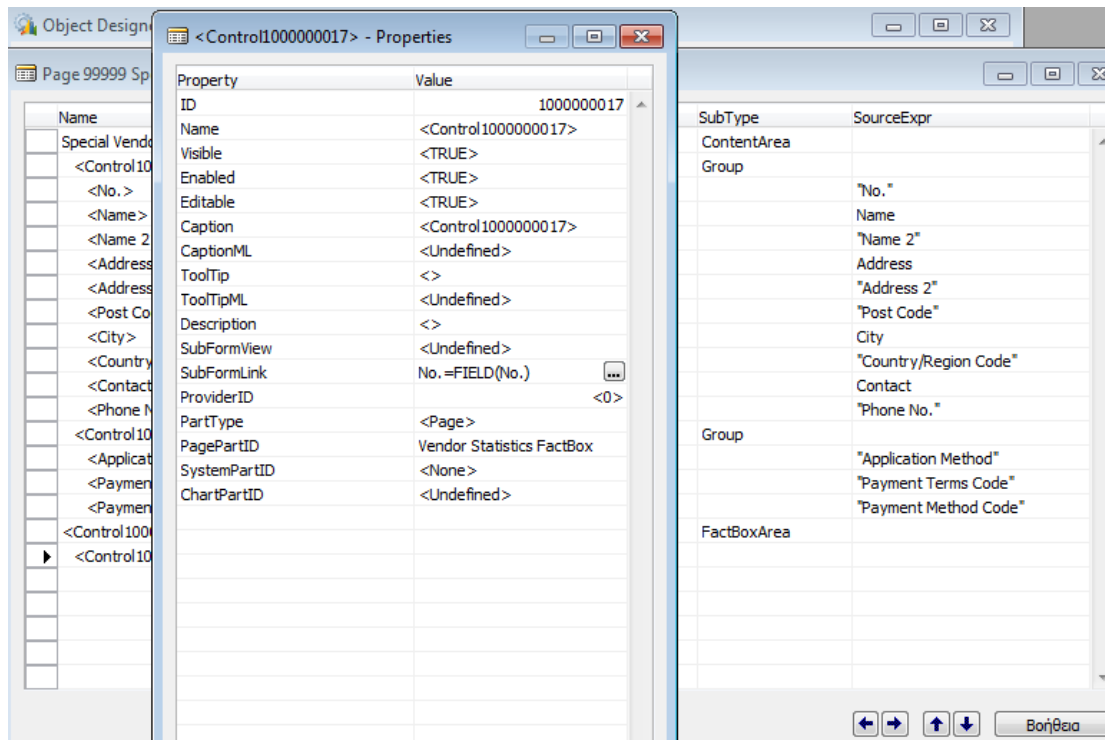 Object Designe
<Control1000000017> - Properties
Page 99999 Sp
Property Value
ID 1000000017
Name <Control1000000017>
Visible <TRUE>
Enabled <TRUE>
Editable <TRUE>
Caption <Control1000000017>
CaptionML <Undefined>
ToolTip <>
ToolTipML <Undefined>
Description <>
SubFormView <Undefined>
SubFormLink No.=FIELD(No.) ...
ProviderID <0>
PartType <Page>
PagePartID Vendor Statistics FactBox
SystemPartID <None>
ChartPartID <Undefined>
Name SubType SourceExpr
Special Vendo ContentArea
<Control10 Group
<No.> "No."
<Name> Name
<Name 2 "Name 2"
<Address Address
<Address "Address 2"
<Post Co "Post Code"
<City> City
<Country "Country/Region Code"
<Contact Contact
<Phone N "Phone No."
<Control10 Group
<Applicat "Application Method"
<Paymen "Payment Terms Code"
<Paymen "Payment Method Code"
<Control100 FactBoxArea
<Control10
Βοήθεια